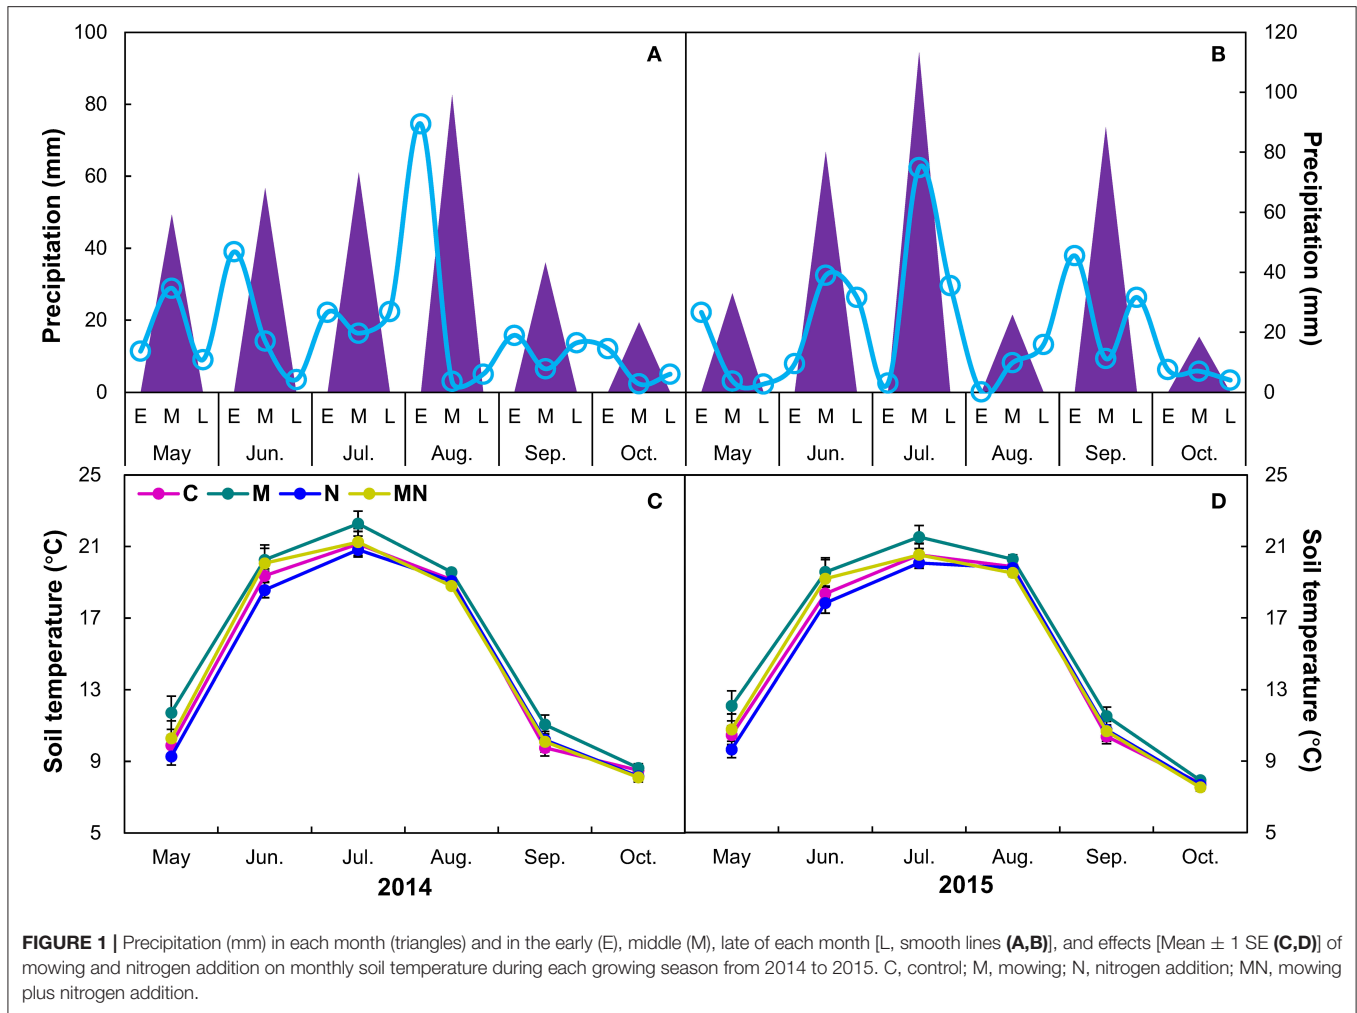 100
80
60
40
20
0
Precipitation (mm)
A
B
120
100
80
60
40
20
0
Precipitation (mm)
E M L E M L E M L E M L E M L E M L E M L E M L E M L E M L E M L E M L
May Jun. Jul. Aug. Sep. Oct. May Jun. Jul. Aug. Sep. Oct.
25
21
17
13
9
5
Soil temperature (°C)
C M N MN
C
D
25
21
17
13
9
5
Soil temperature (°C)
May Jun. Jul. Aug. Sep. Oct. May Jun. Jul. Aug. Sep. Oct.
2014 2015
FIGURE 1 | Precipitation (mm) in each month (triangles) and in the early (E), middle (M), late of each month [L, smooth lines (A,B)], and effects [Mean ± 1 SE (C,D)] of
mowing and nitrogen addition on monthly soil temperature during each growing season from 2014 to 2015. C, control; M, mowing; N, nitrogen addition; MN, mowing
plus nitrogen addition.